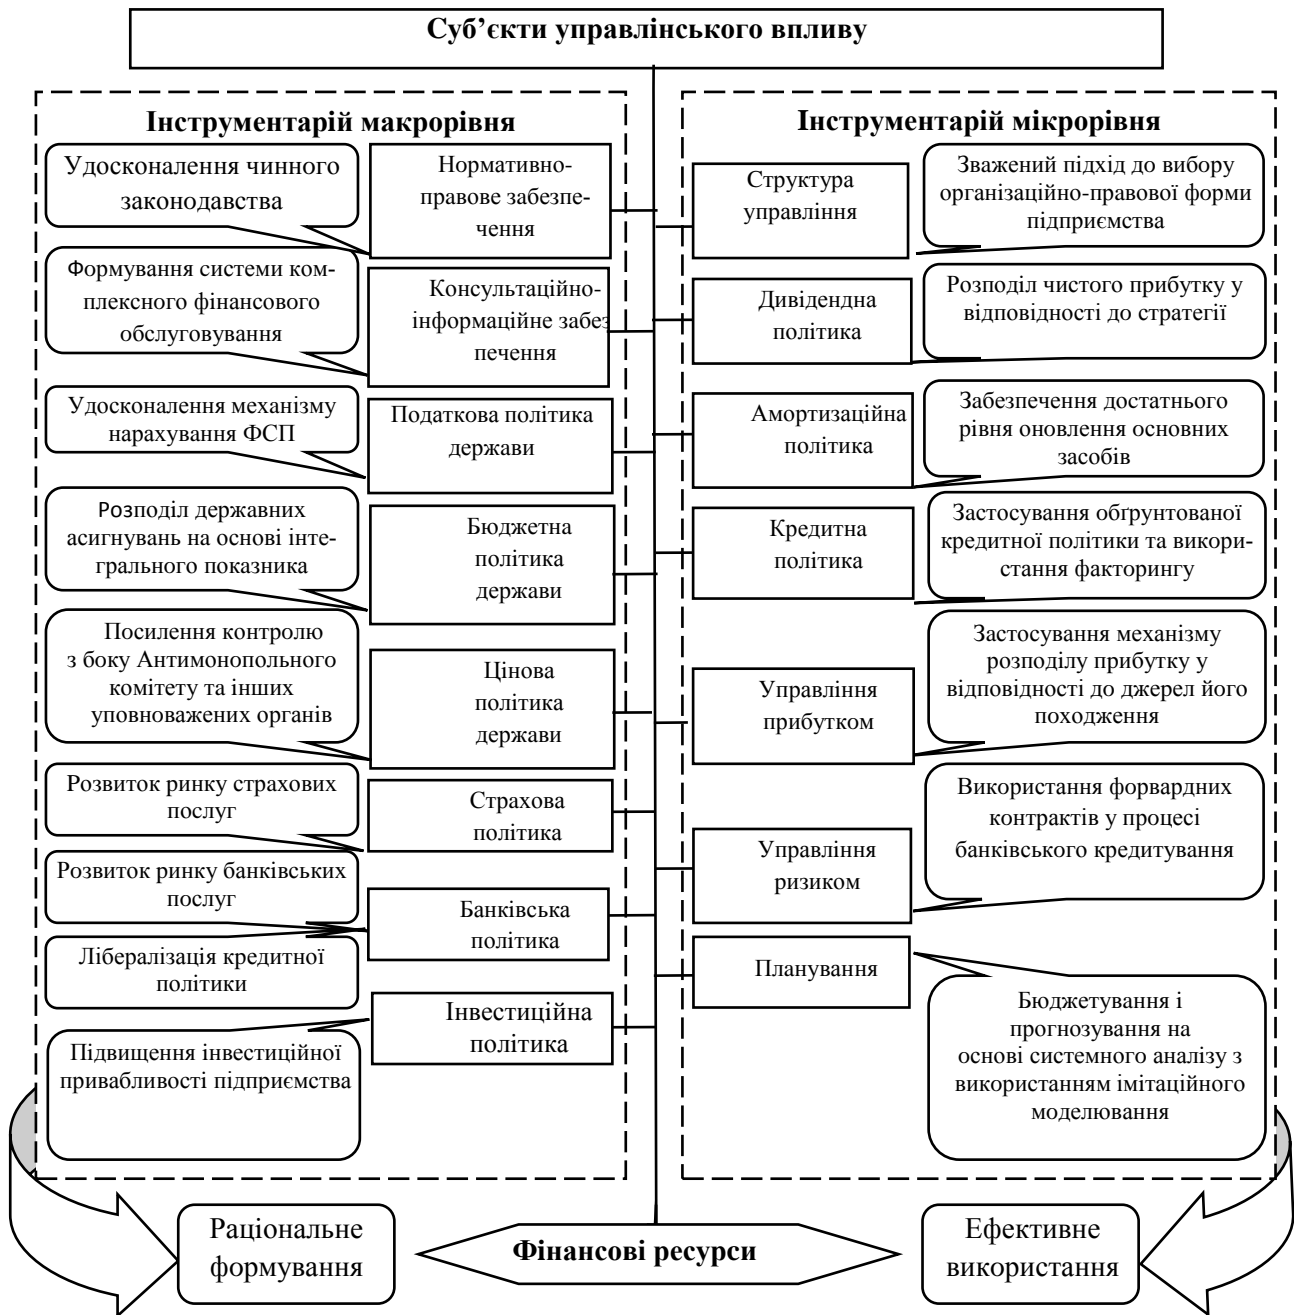 Суб’єкти управлінського впливу
Інструментарій макрорівня
Удосконалення чинного
законодавства
Нормативно-
правове забезпе-
чення
Формування системи ком-
плексного фінансового
обслуговування
Консультаційно-
інформаційне забез
печення
Удосконалення механізму
нарахування ФСП
Податкова політика
держави
Розподіл державних
асигнувань на основі інте-
грального показника
Бюджетна
політика
держави
Посилення контролю
з боку Антимонопольного
комітету та інших
уповноважених органів
Цінова
політика
держави
Розвиток ринку страхових
послуг
Страхова
політика
Розвиток ринку банківських
послуг
Банківська
політика
Лібералізація кредитної
політики
Інвестиційна
політика
Підвищення інвестиційної
привабливості підприємства
Інструментарій мікрорівня
Структура
управління
Зважений підхід до вибору
організаційно-правової форми
підприємства
Дивідендна
політика
Розподіл чистого прибутку у
відповідності до стратегії
Амортизаційна
політика
Забезпечення достатнього
рівня оновлення основних
засобів
Кредитна
політика
Застосування обґрунтованої
кредитної політики та викори-
стання факторингу
Управління
прибутком
Застосування механізму
розподілу прибутку у
відповідності до джерел його
походження
Управління
ризиком
Використання форвардних
контрактів у процесі
банківського кредитування
Планування
Бюджетування і
прогнозування на
основі системного аналізу з
використанням імітаційного
моделювання
Раціональне
формування
Фінансові ресурси
Ефективне
використання